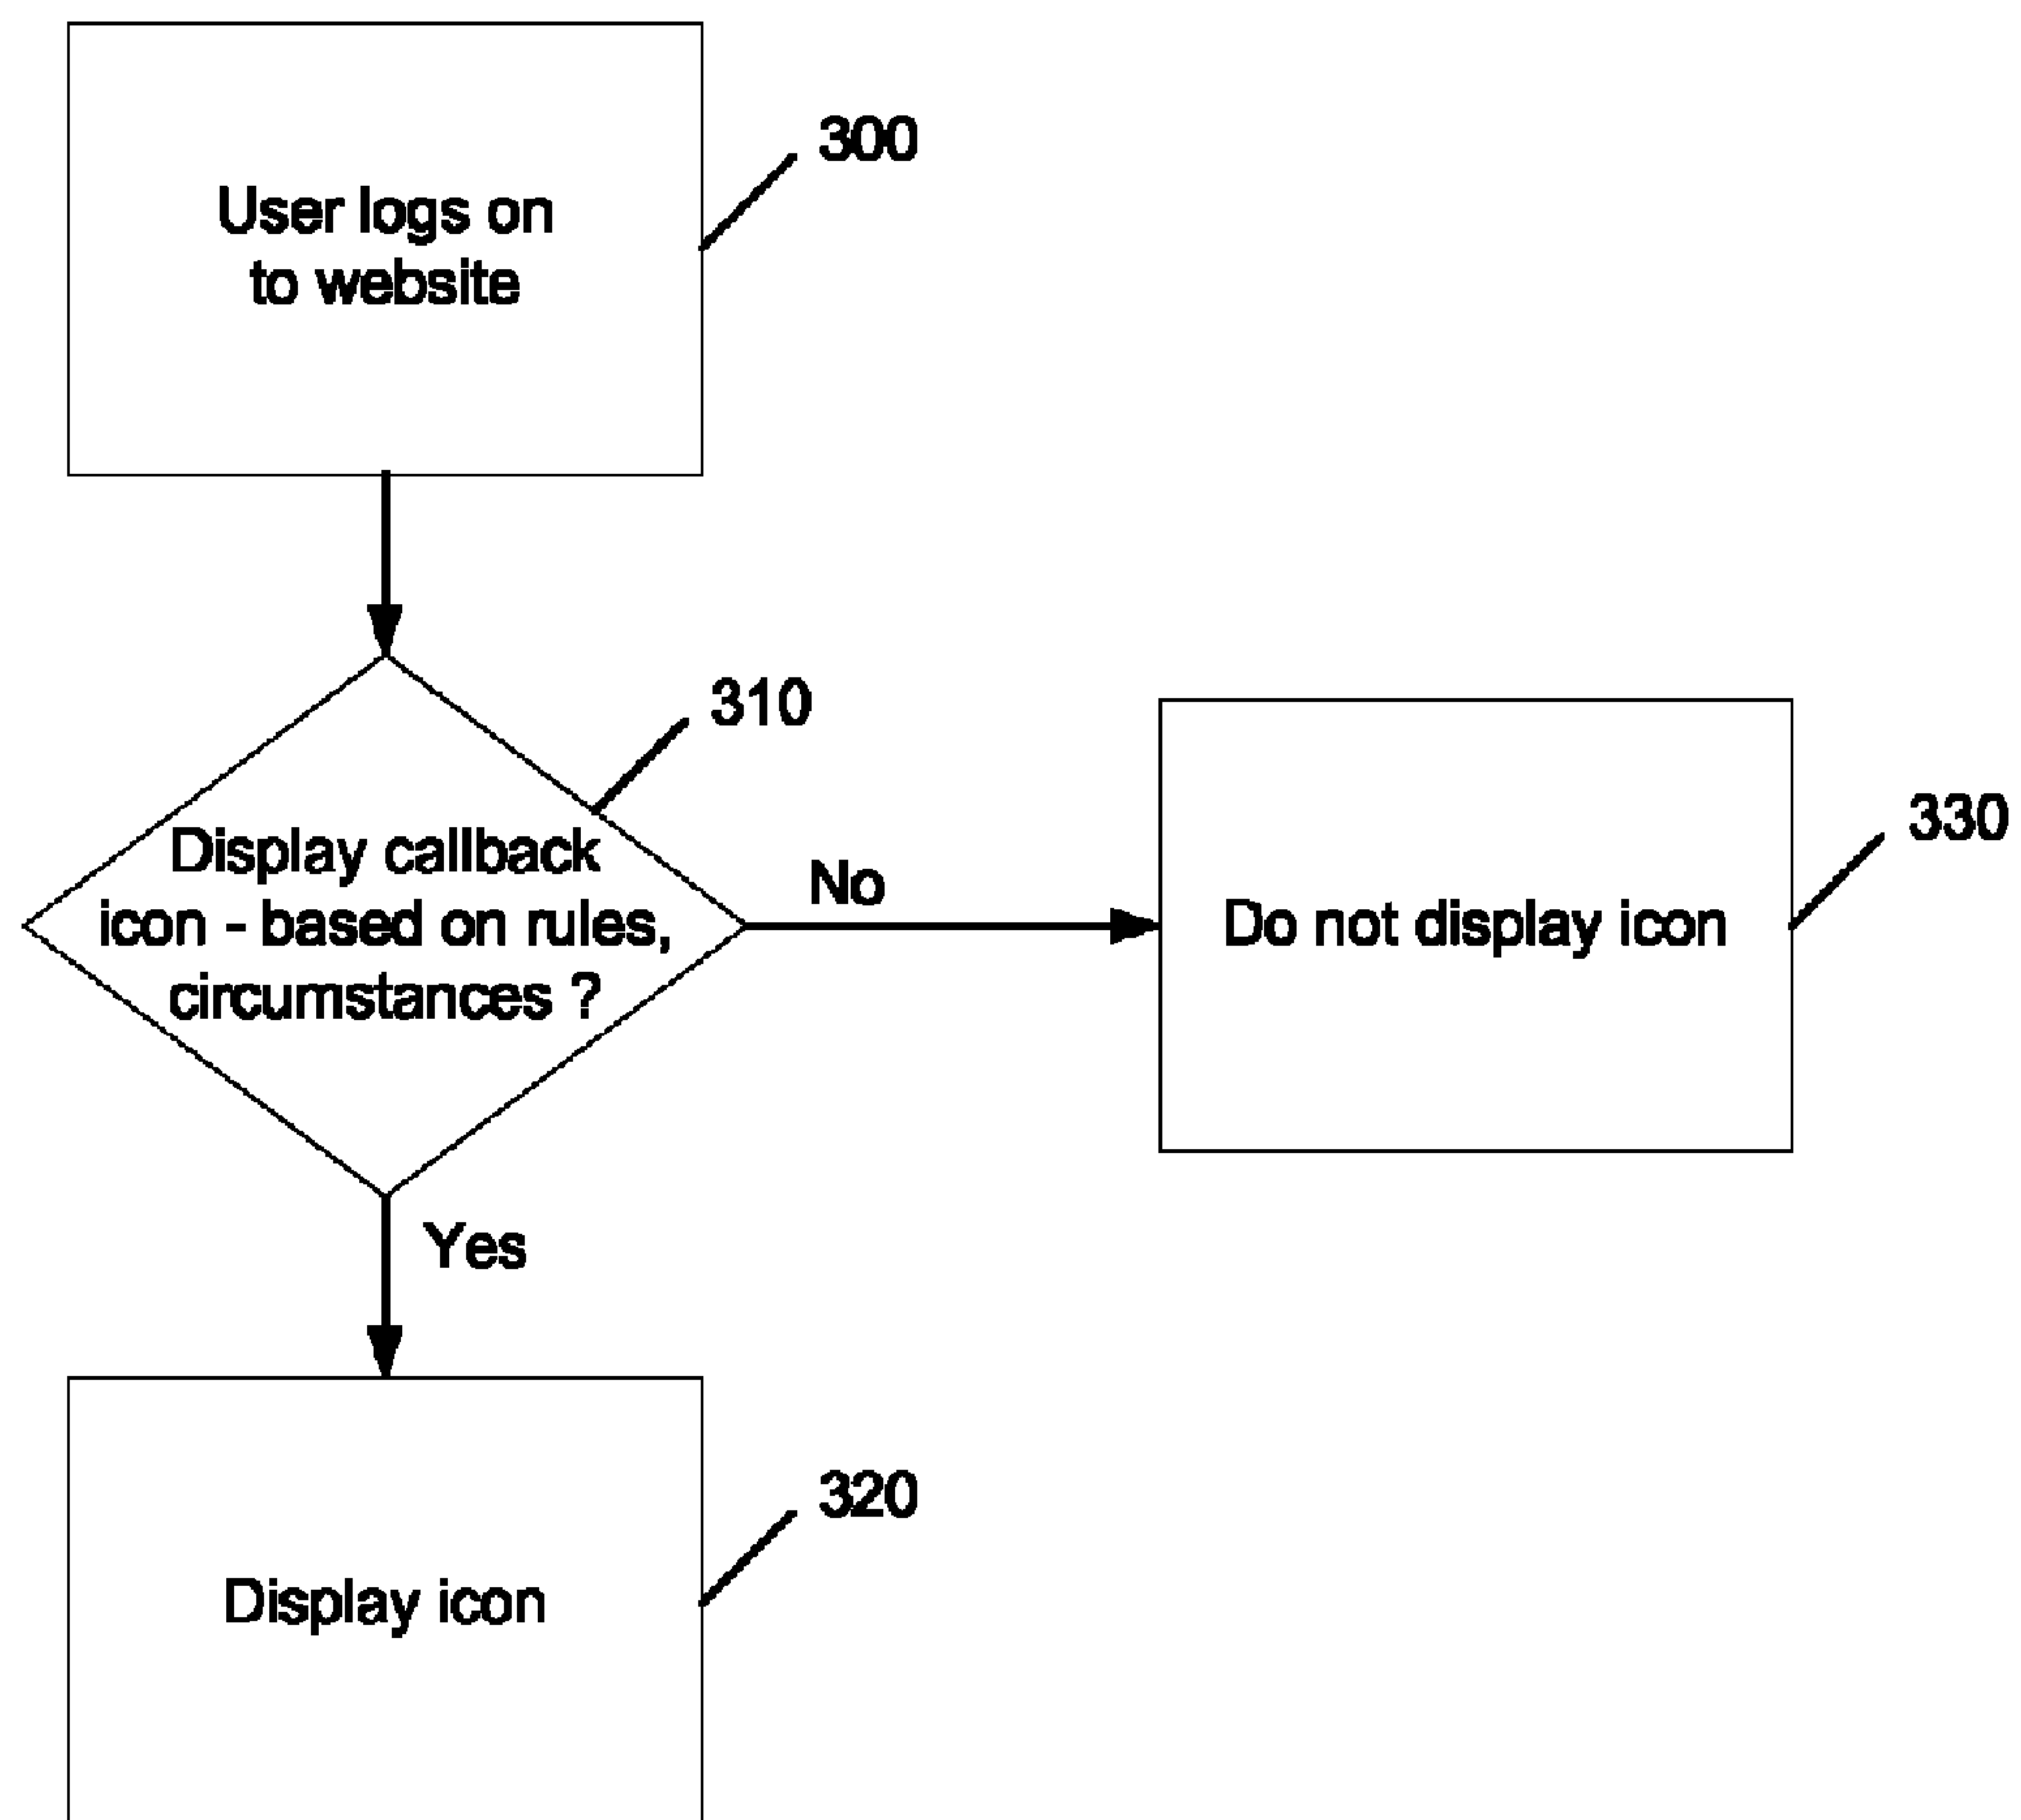 300
User logs on
to website
310
Display callback
icon - based on rules,
circumstances ?
No
Do not display icon
330
Yes
320
Display icon